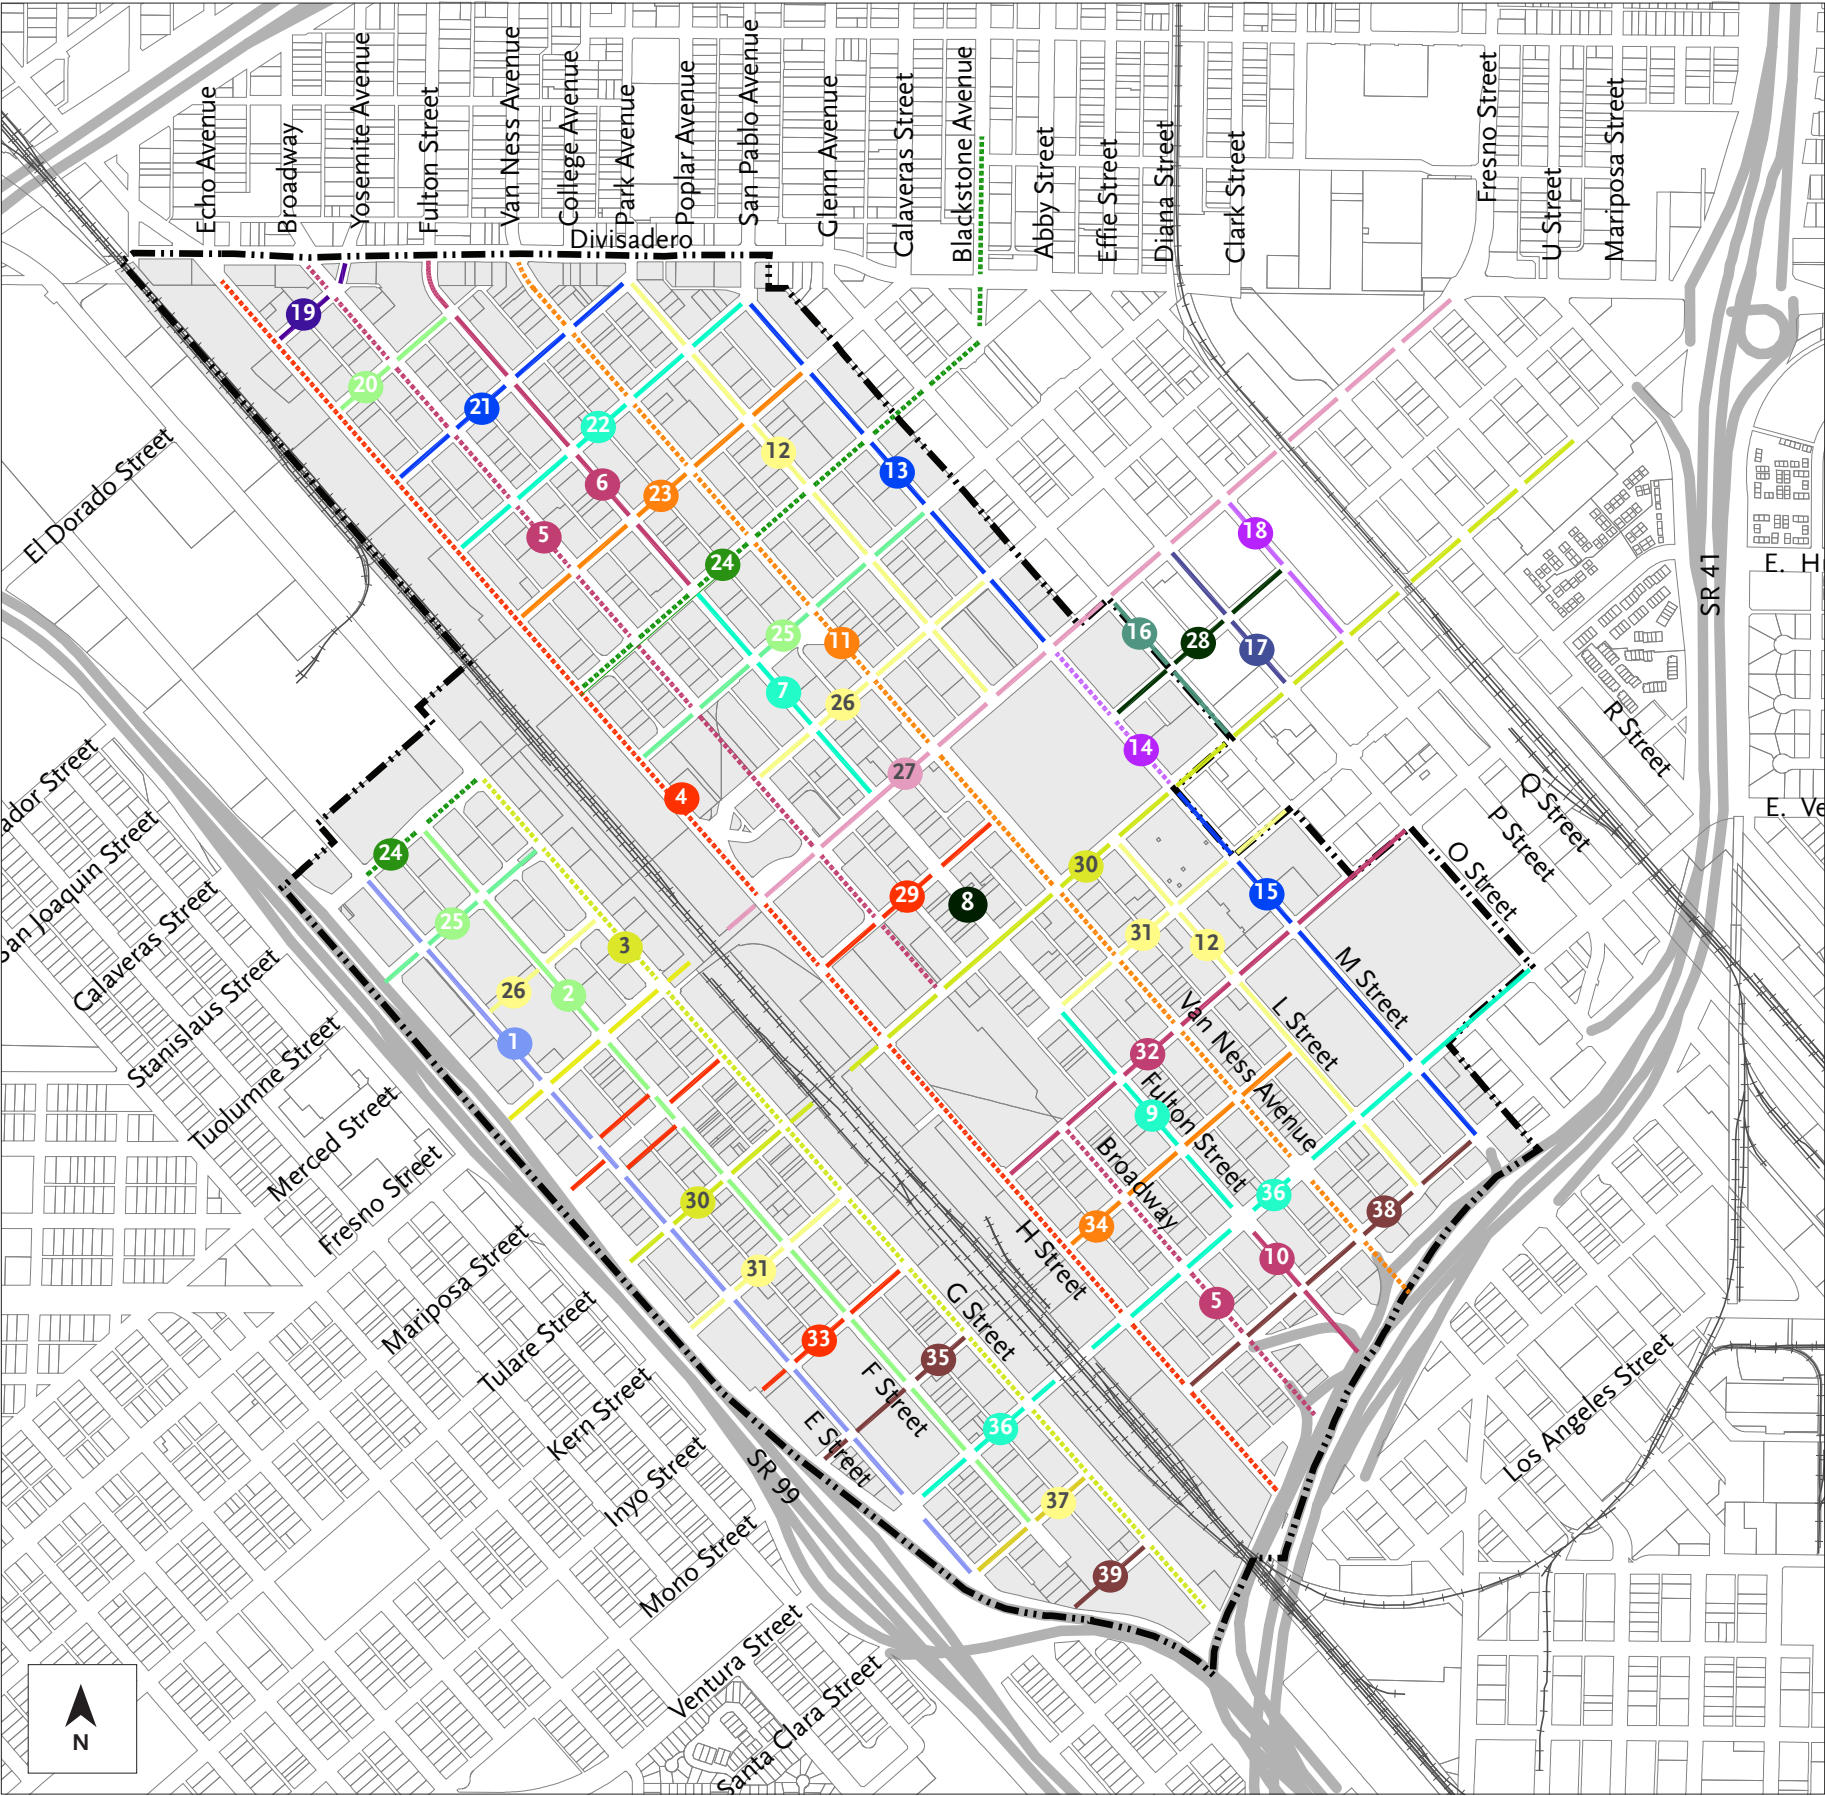 Echo Avenue
Broadway
Yosemite Avenue
Fulton Street
Van Ness Avenue
College Avenue
Park Avenue
Poplar Avenue
San Pablo Avenue
Glenn Avenue
Calaveras Street
Blackstone Avenue
Abby Street
Effie Street
Diana Street
Clark Street
Fresno Street
U Street
Mariposa Street
Divisadero
19
20
21
22
12
13
6
23
5
18
24
16
28
17
25
11
7
26
14
27
4
El Dorado Street
SR 41
E. H
R Street
E. Ve
Q Street
P Street
O Street
ador Street
San Joaquin Street
Calaveras Street
Stanislaus Street
Tuolumne Street
Merced Street
Fresno Street
Mariposa Street
Tulare Street
Kern Street
Inyo Street
Mono Street
Ventura Street
Santa Clara Street
24
25
3
26
2
1
29
8
30
31
12
15
M Street
L Street
Van Ness Avenue
32
9
Fulton Street
Broadway
36
38
34
10
5
H Street
30
31
33
35
G Street
F Street
E Street
36
37
39
SR 99
Los Angeles Street
N